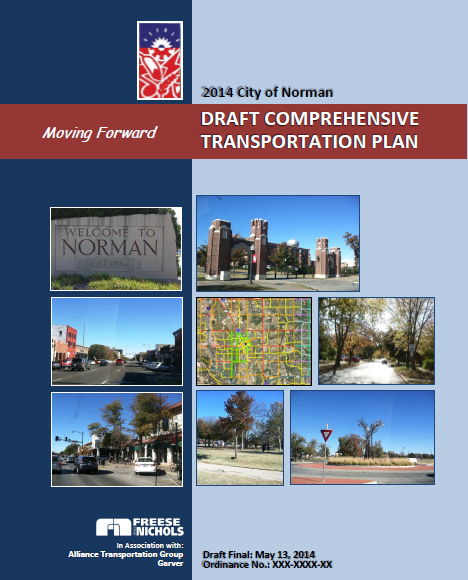 2014 City of Norman
Moving Forward
DRAFT COMPREHENSIVE
TRANSPORTATION PLAN
WELCOME TO
NORMAN
FREESE
AND
NICHOLS
In Association with:
Alliance Transportation Group
Garver
Draft Final: May 13, 2014
Ordinance No.: XXX-XXXX-XX